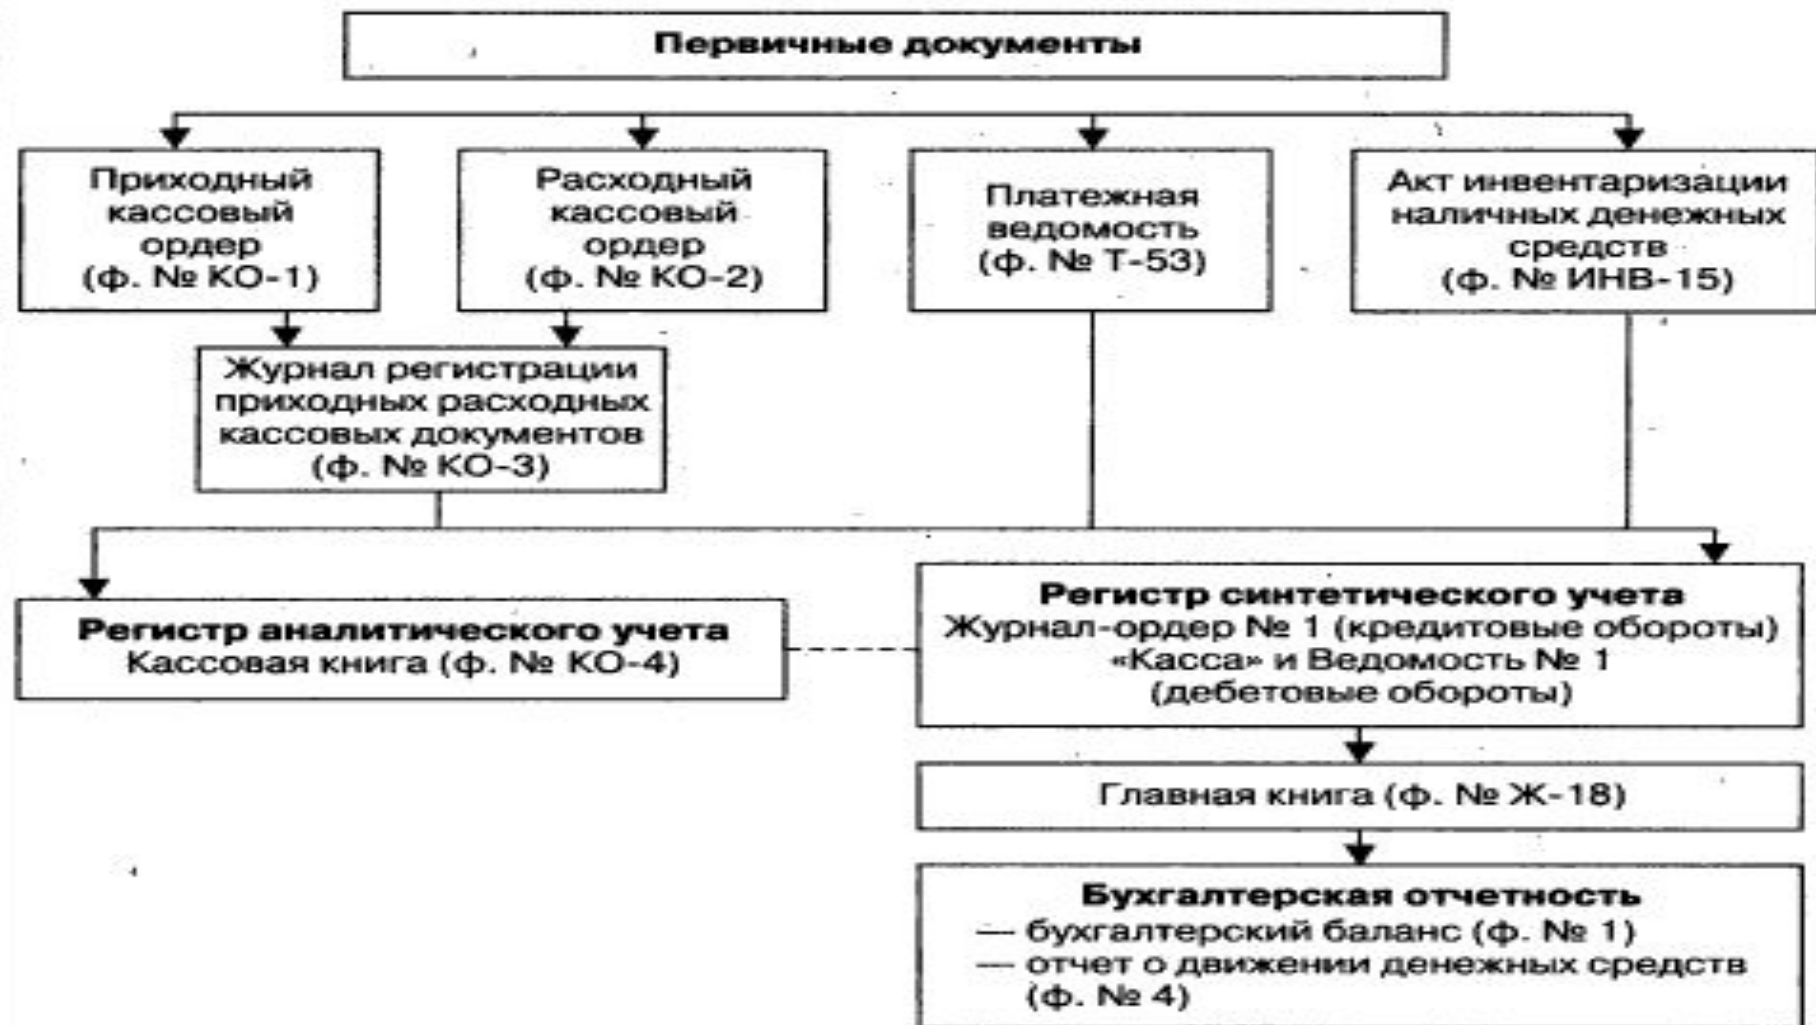 Первичные документы
Приходный
кассовый
ордер
(ф. № КО-1)
Расходный
кассовый
ордер
(ф. № КО-2)
Платежная
ведомость
(ф. № Т-53)
Акт инвентаризации
наличных денежных
средств
(ф. № ИНВ-15)
Журнал регистрации
приходных расходных
кассовых документов
(ф. № КО-3)
Регистр аналитического учета
Кассовая книга (ф. № КО-4)
Регистр синтетического учета
Журнал-ордер № 1 (кредитовые обороты)
«Касса» и Ведомость № 1
(дебетовые обороты)
Главная книга (ф. № Ж-18)
Бухгалтерская отчетность
— бухгалтерский баланс (ф. № 1)
— отчет о движении денежных средств
(ф. № 4)